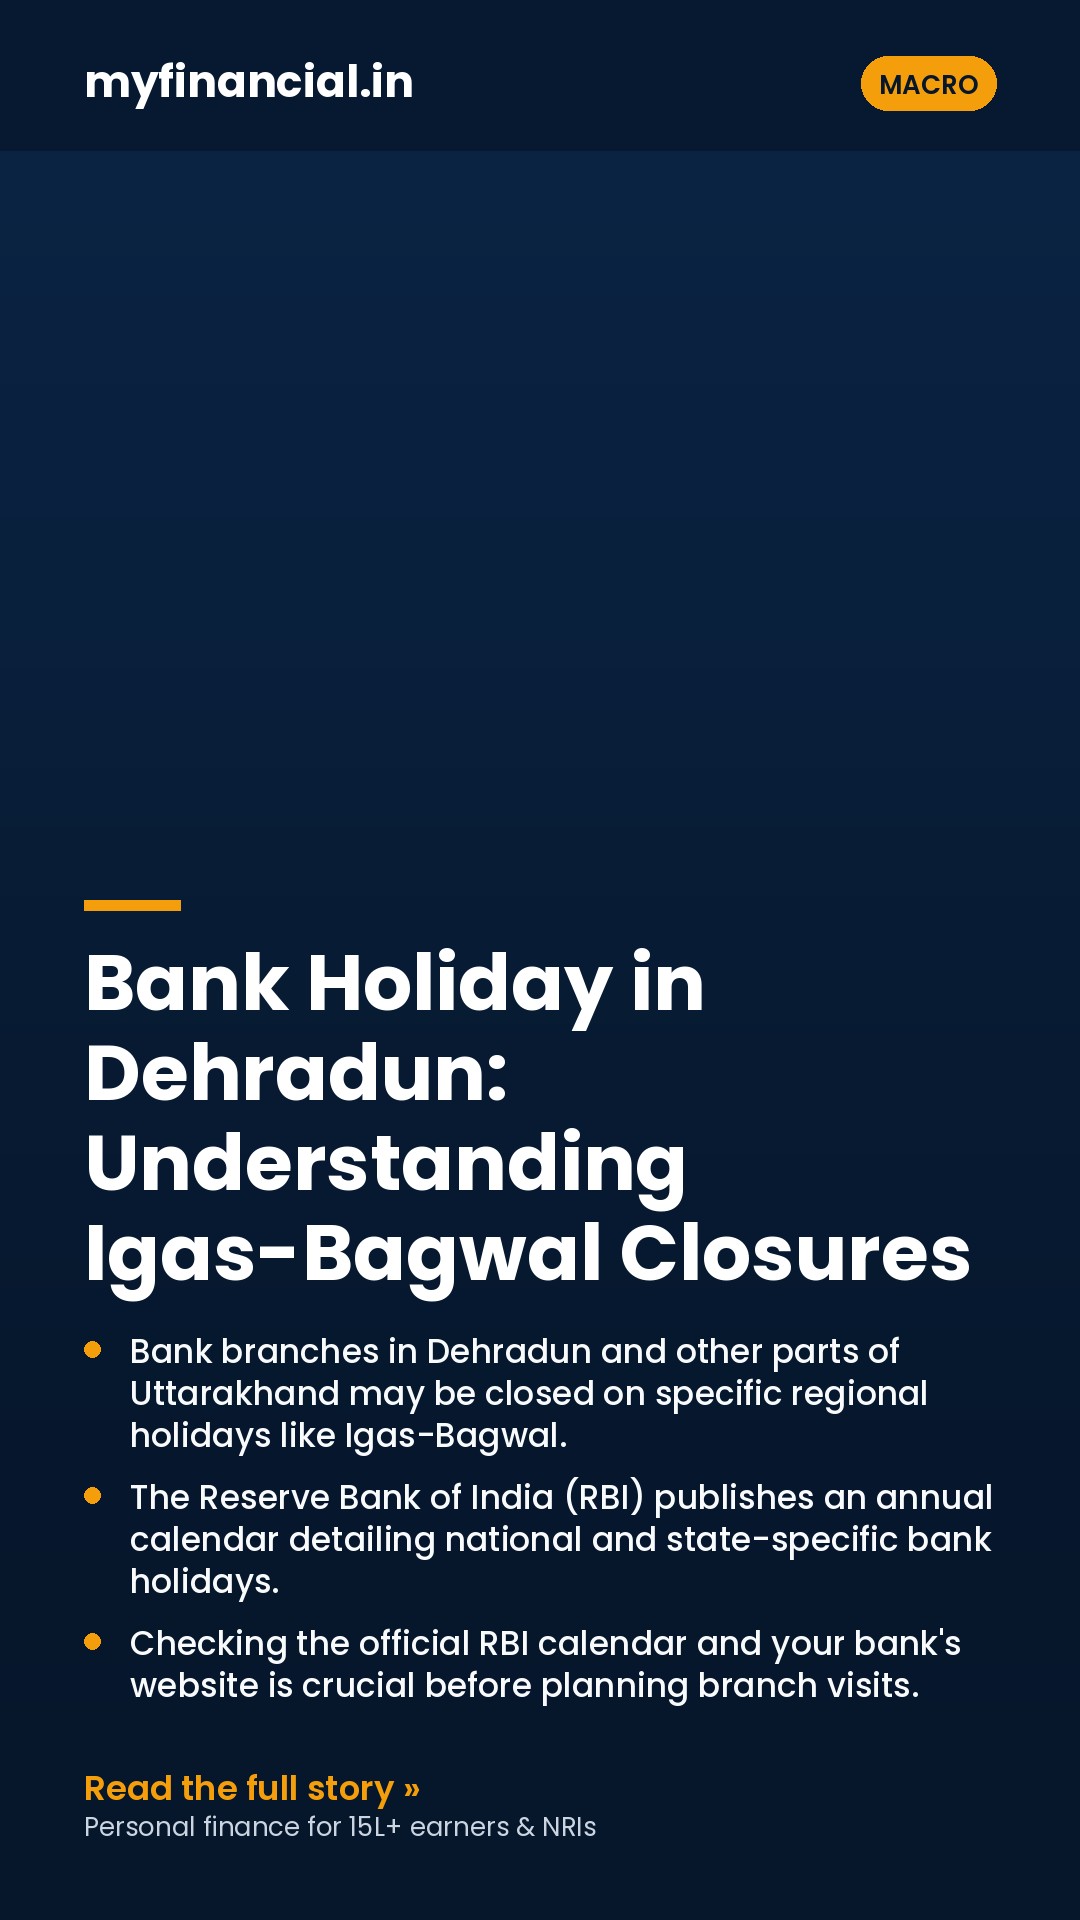 myfinancial.in
MACRO
Bank Holiday in
Dehradun:
Understanding
Igas-Bagwal Closures
Bank branches in Dehradun and other parts of
Uttarakhand may be closed on specific regional
holidays like Igas-Bagwal.
The Reserve Bank of India (RBI) publishes an annual
calendar detailing national and state-specific bank
holidays.
Checking the official RBI calendar and your bank's
website is crucial before planning branch visits.
Read the full story »
Personal finance for 15L+ earners & NRIs